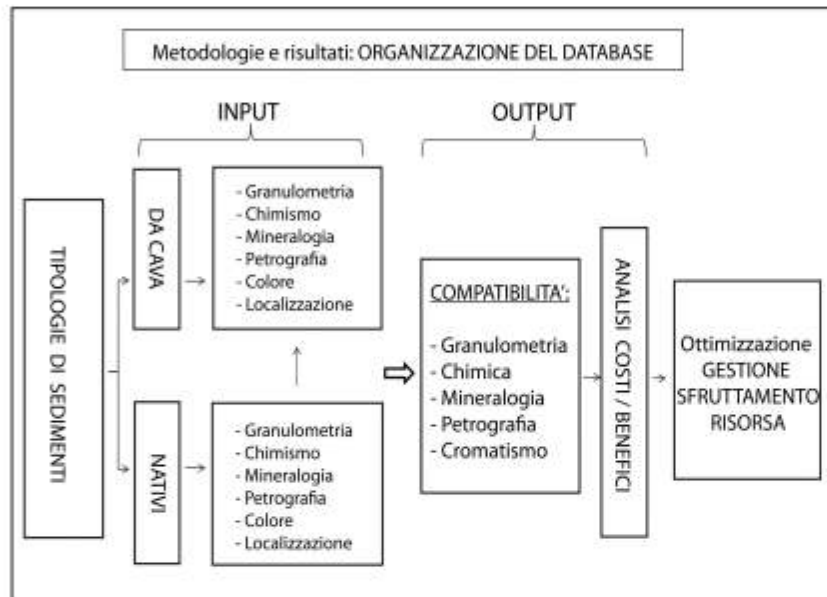 Metodologie e risultati: ORGANIZZAZIONE DEL DATABASE
INPUT
OUTPUT
TIPOLOGIE DI SEDIMENTI
DA CAVA
- Granulometria
- Chimismo
- Mineralogia
- Petrografia
- Colore
- Localizzazione
NATIVI
- Granulometria
- Chimismo
- Mineralogia
- Petrografia
- Colore
- Localizzazione
COMPATIBILITA':
- Granulometria
- Chimica
- Mineralogia
- Petrografia
- Cromatismo
ANALISI COSTI / BENEFICI
Ottimizzazione
GESTIONE
SFRUTTAMENTO
RISORSA